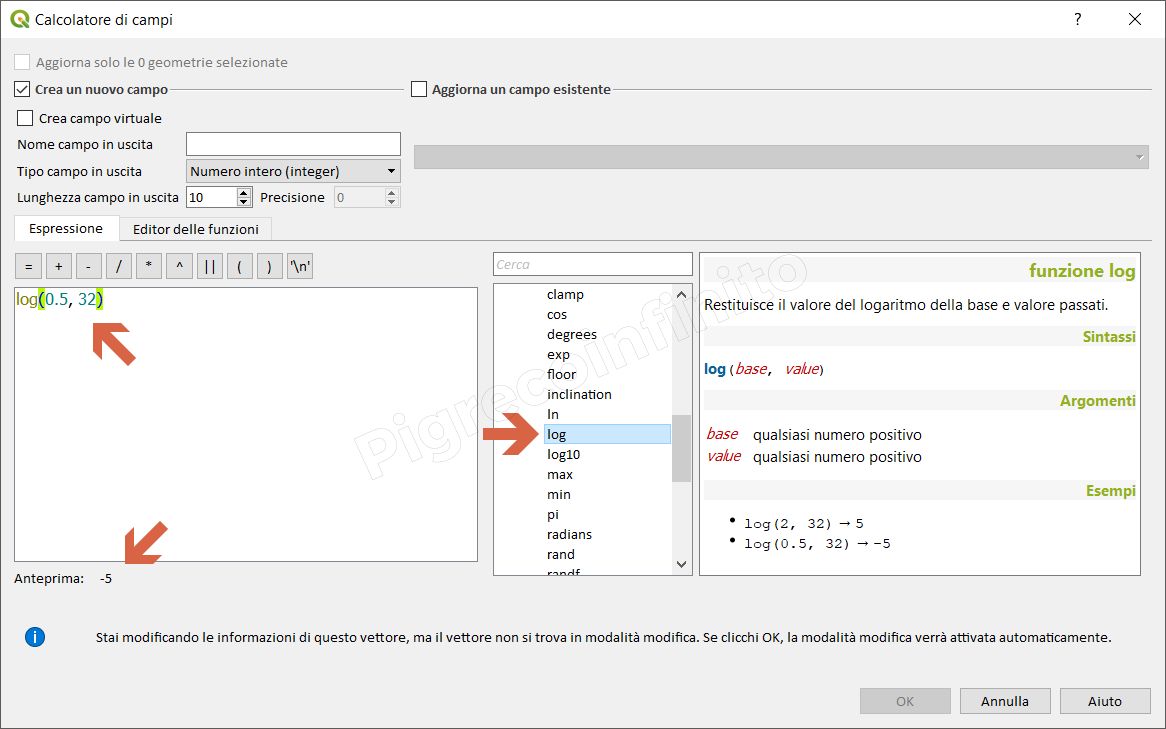 Calcolatore di campi
?
Aggiorna solo le 0 geometrie selezionate
Crea un nuovo campo
Aggiorna un campo esistente
Crea campo virtuale
Nome campo in uscita
Tipo campo in uscita
Numero intero (integer)
Lunghezza campo in uscita
10
Precisione
0
Espressione
Editor delle funzioni
= + - / * ^ || ( ) '\n'
log(0.5, 32)
Anteprima: -5
Cerca
clamp
cos
degrees
exp
floor
inclination
ln
log
log10
max
min
pi
radians
rand
randf
funzione log
Restituisce il valore del logaritmo della base e valore passati.
Sintassi
log(base, value)
Argomenti
base qualsiasi numero positivo
value qualsiasi numero positivo
Esempi
• log(2, 32) → 5
• log(0.5, 32) → -5
Pigrecoinfinito
Stai modificando le informazioni di questo vettore, ma il vettore non si trova in modalità modifica. Se clicchi OK, la modalità modifica verrà attivata automaticamente.
OK
Annulla
Aiuto